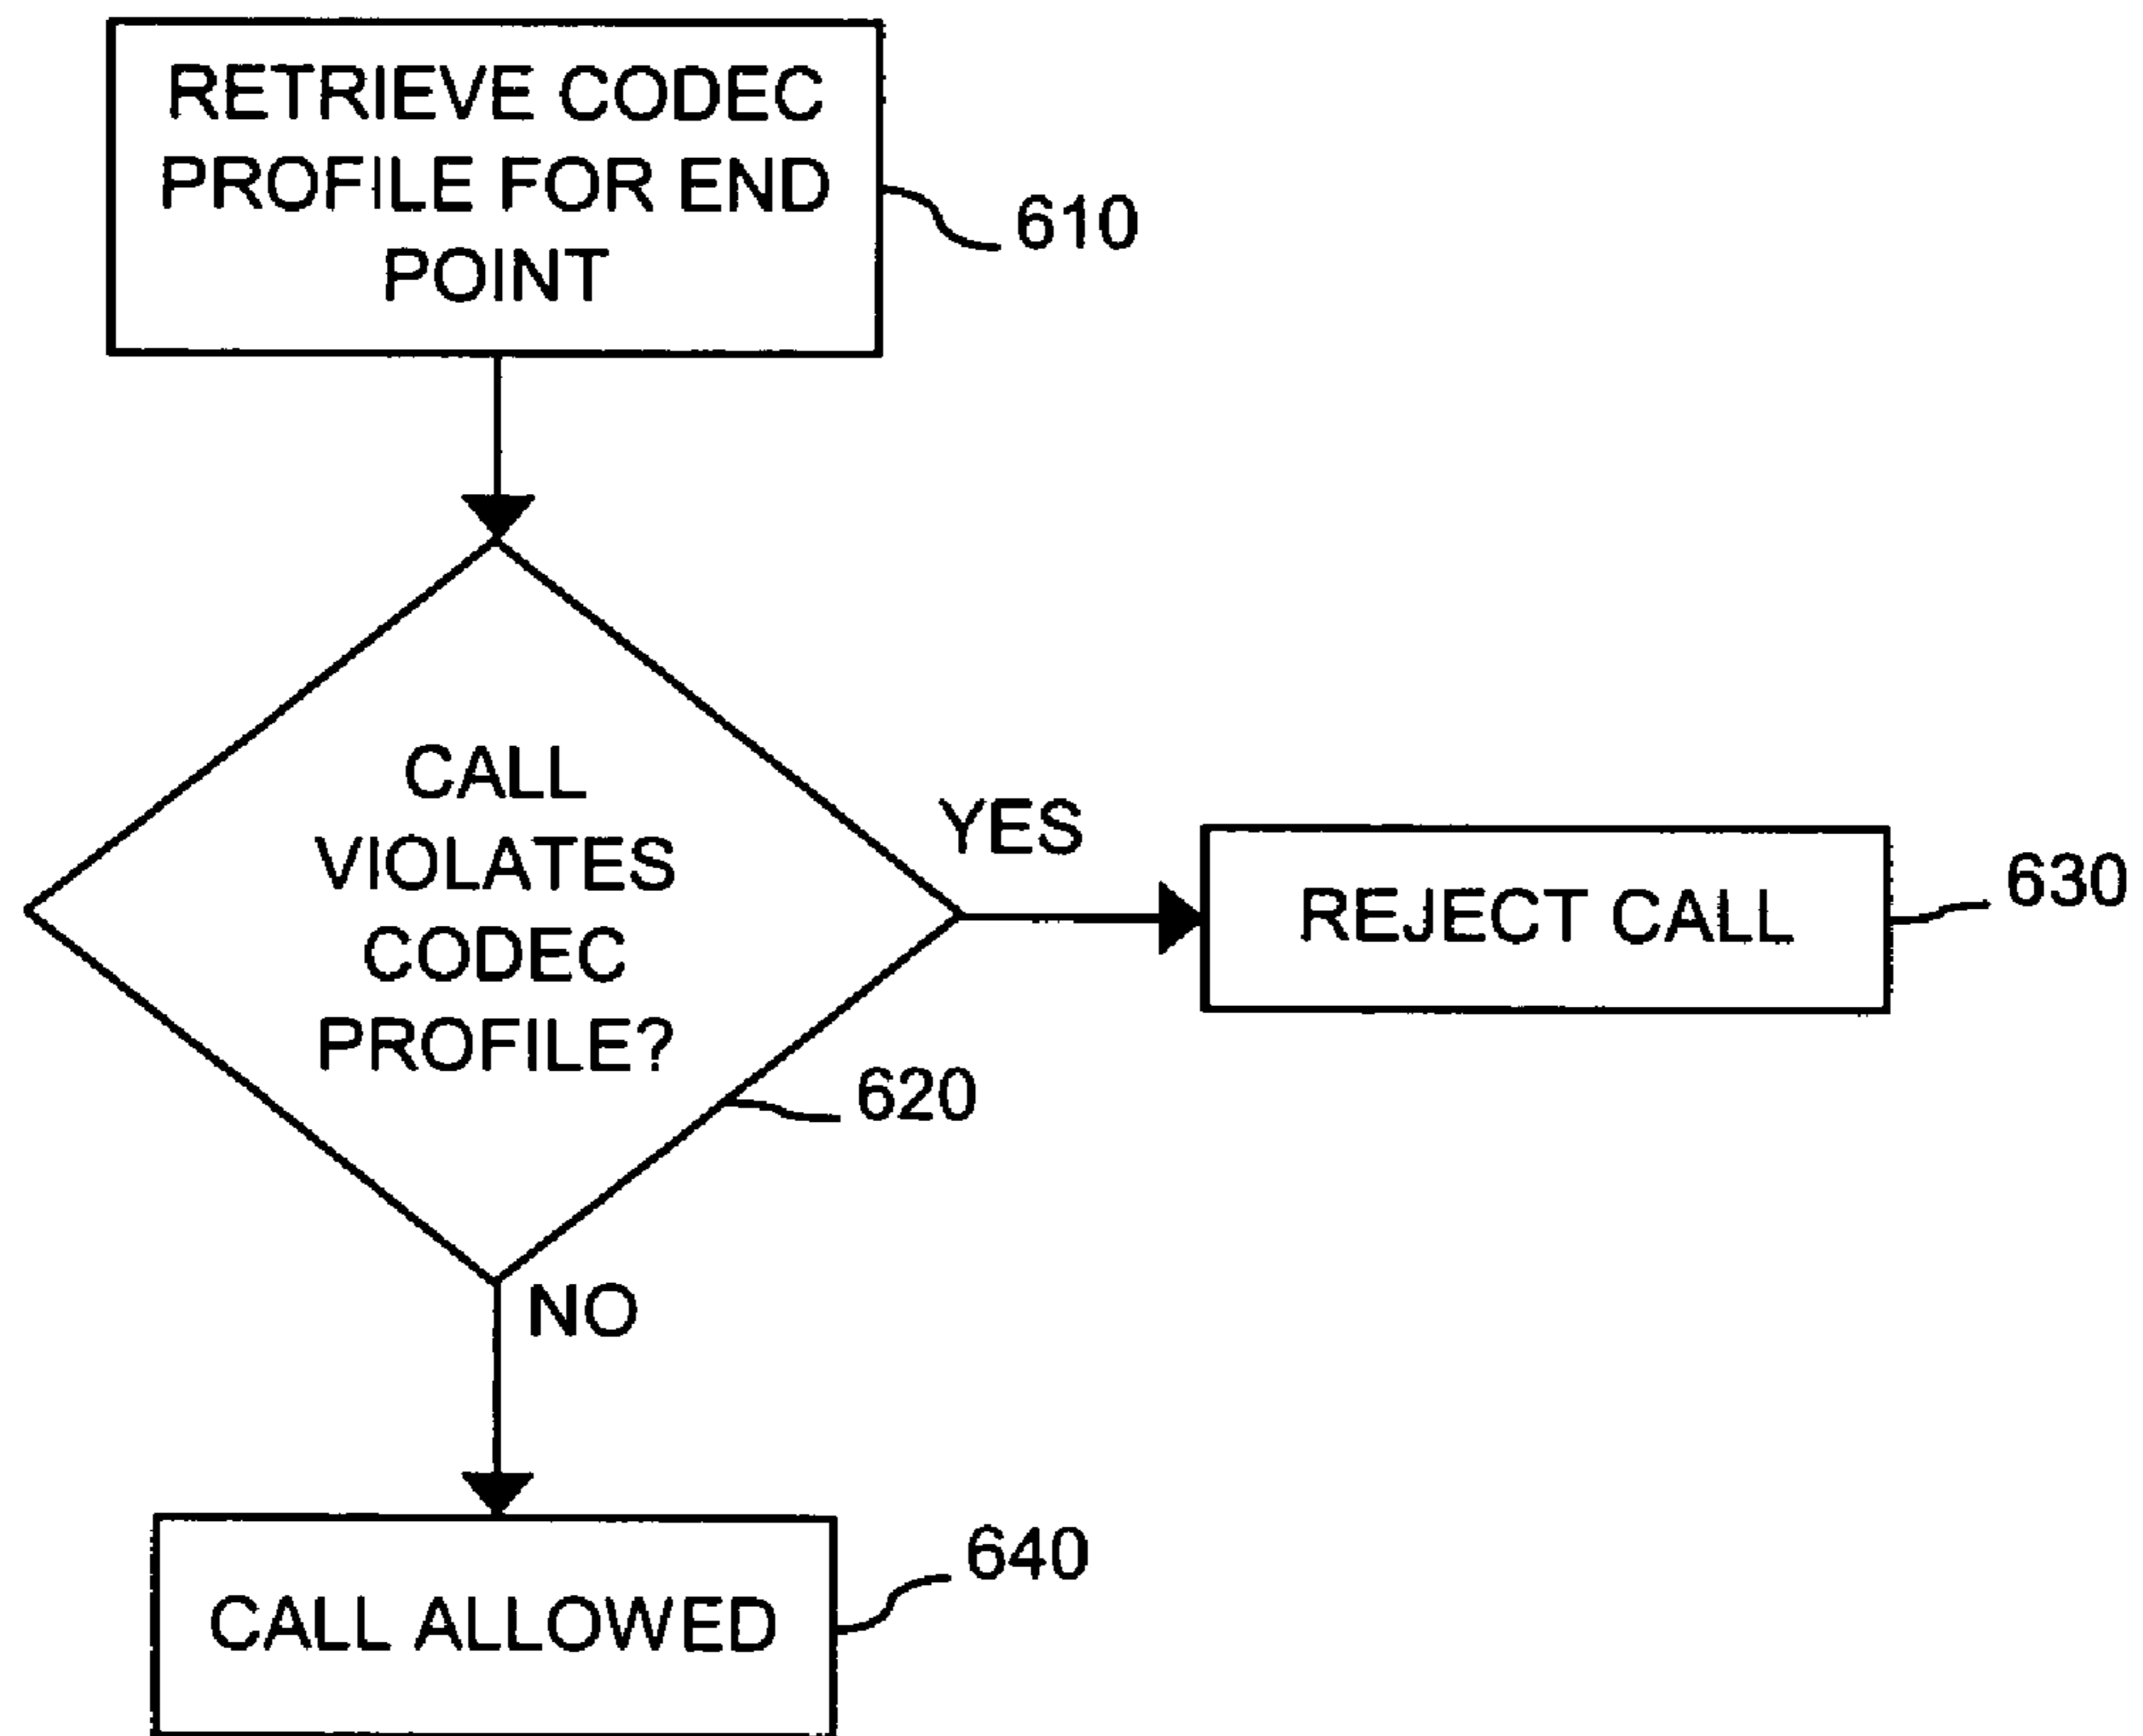 RETRIEVE CODEC
PROFILE FOR END
POINT
610
CALL
VIOLATES
CODEC
PROFILE?
YES
REJECT CALL
630
620
NO
640
CALL ALLOWED